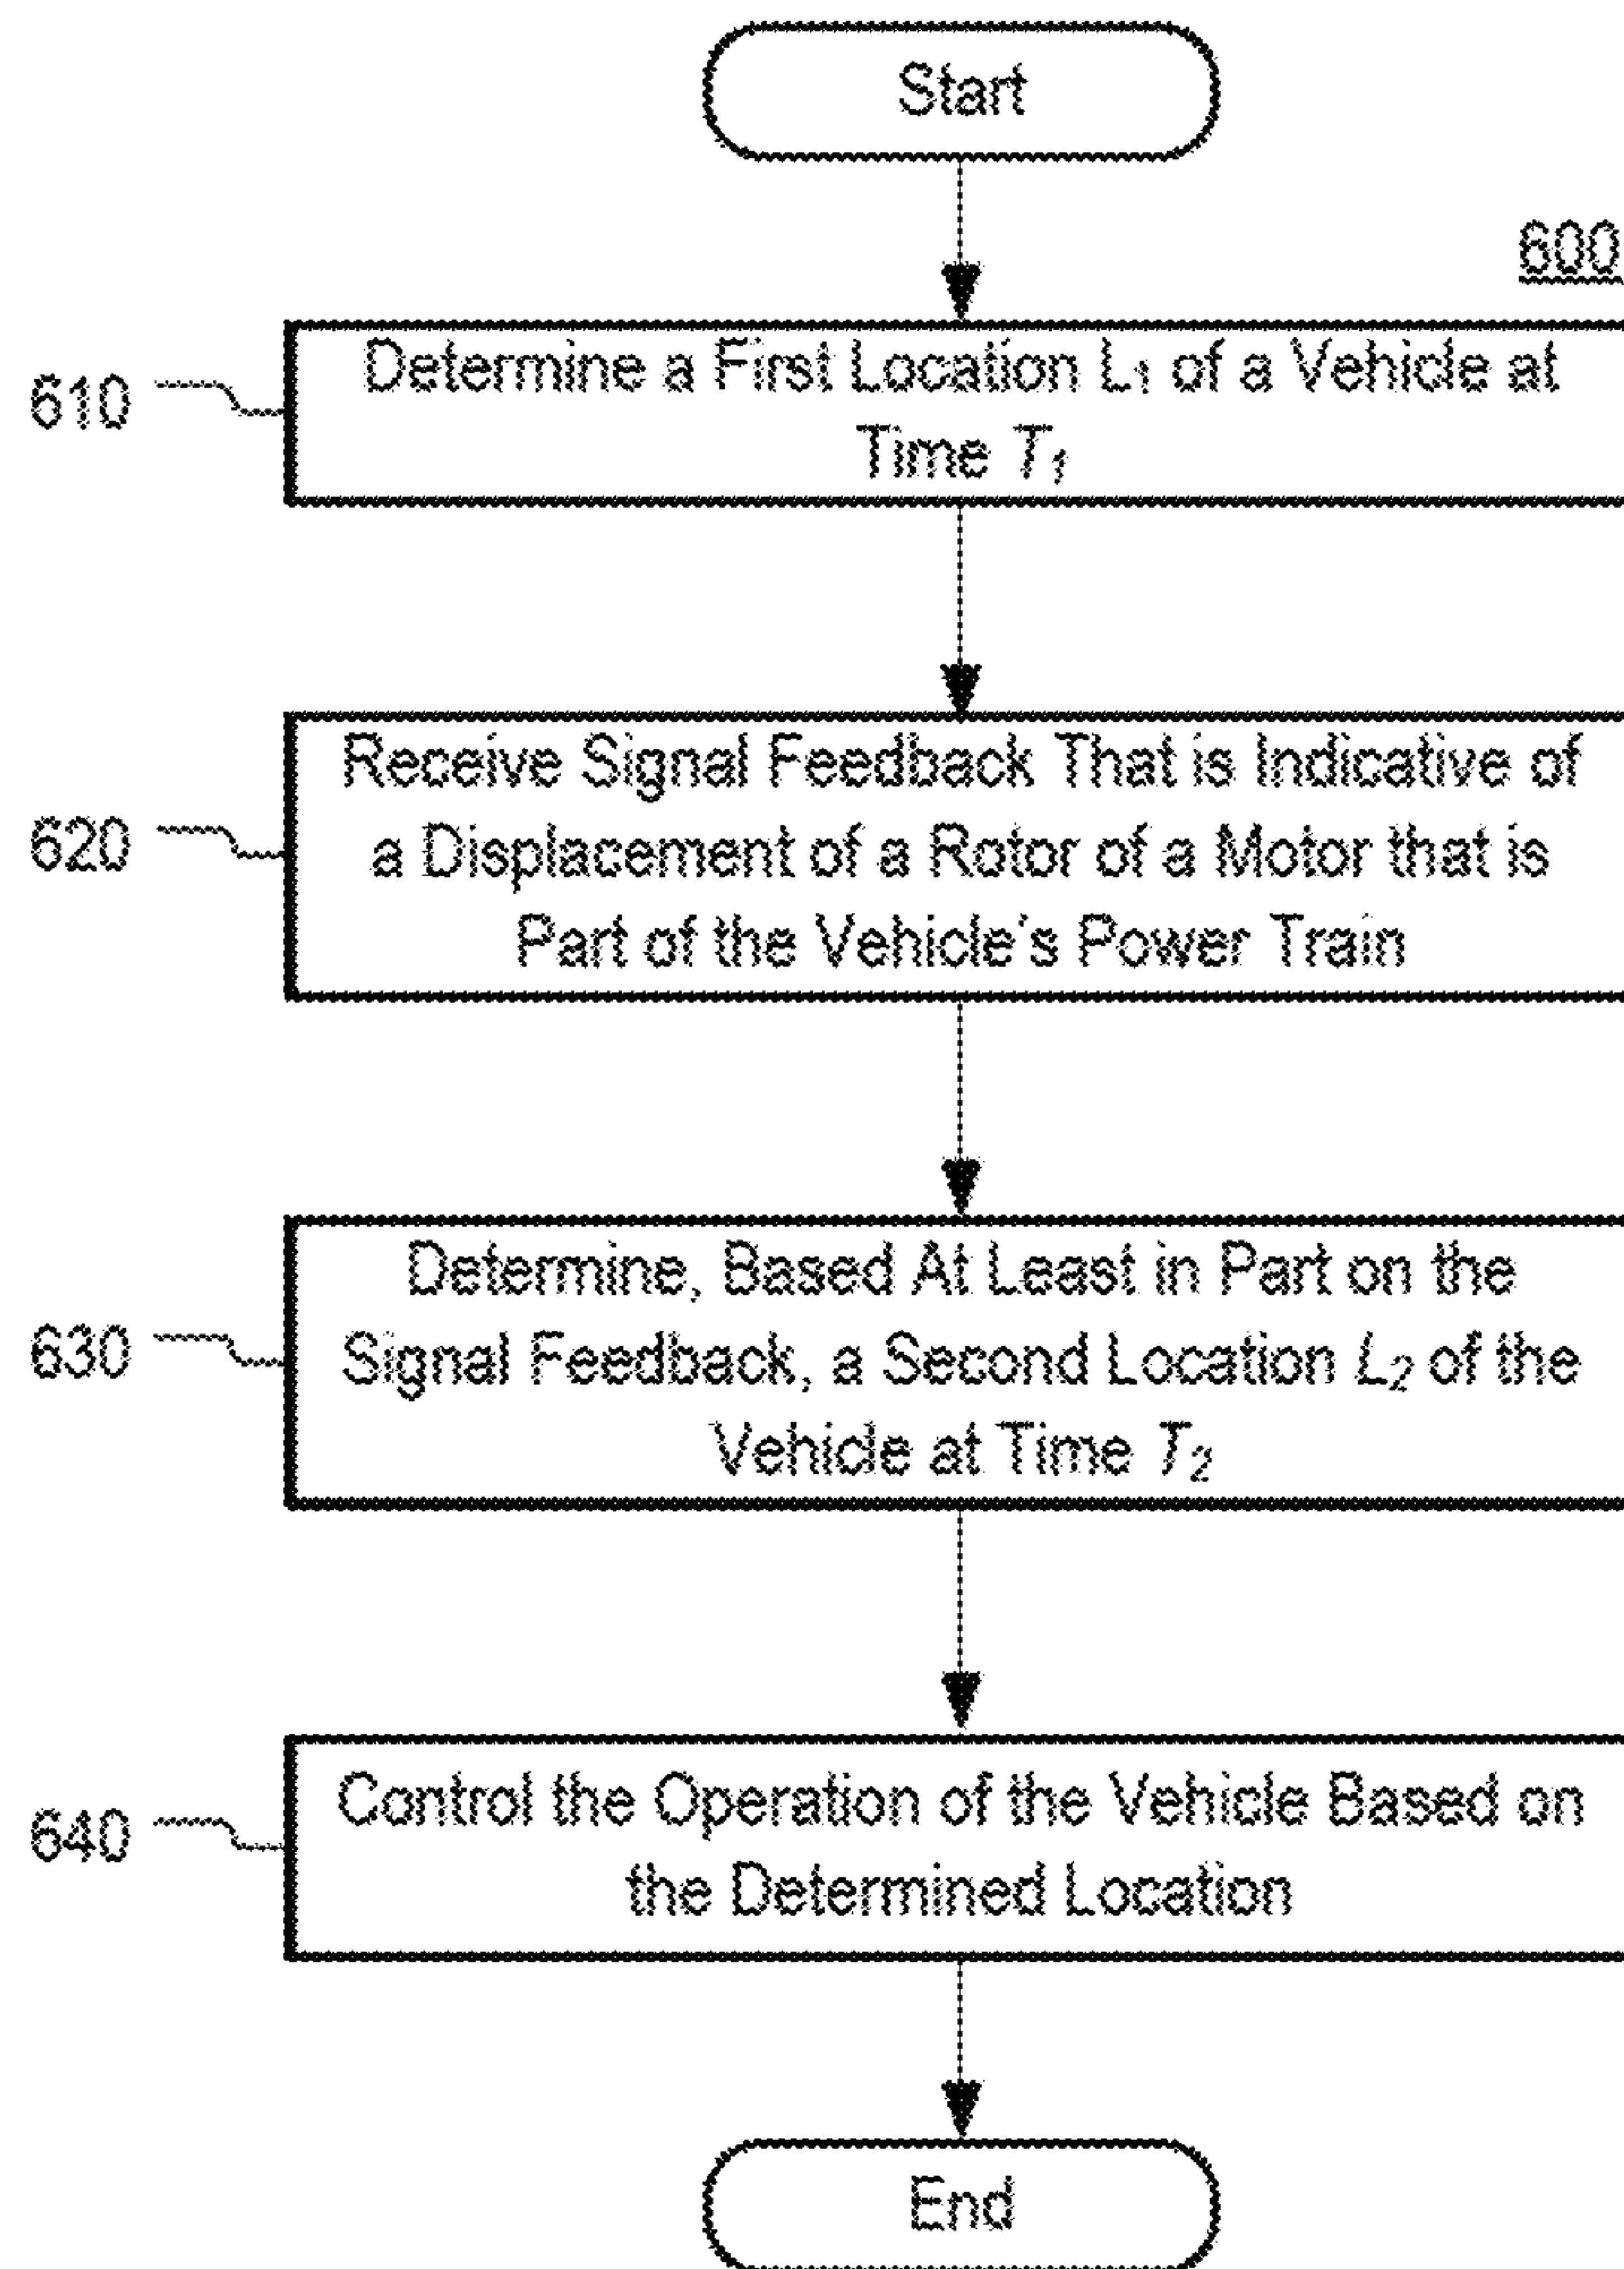 Start
600
610
Determine a First Location L₁ of a Vehicle at
Time T₁
620
Receive Signal Feedback That is Indicative of
a Displacement of a Rotor of a Motor that is
Part of the Vehicle's Power Train
630
Determine, Based At Least in Part on the
Signal Feedback, a Second Location L₂ of the
Vehicle at Time T₂
640
Control the Operation of the Vehicle Based on
the Determined Location
End